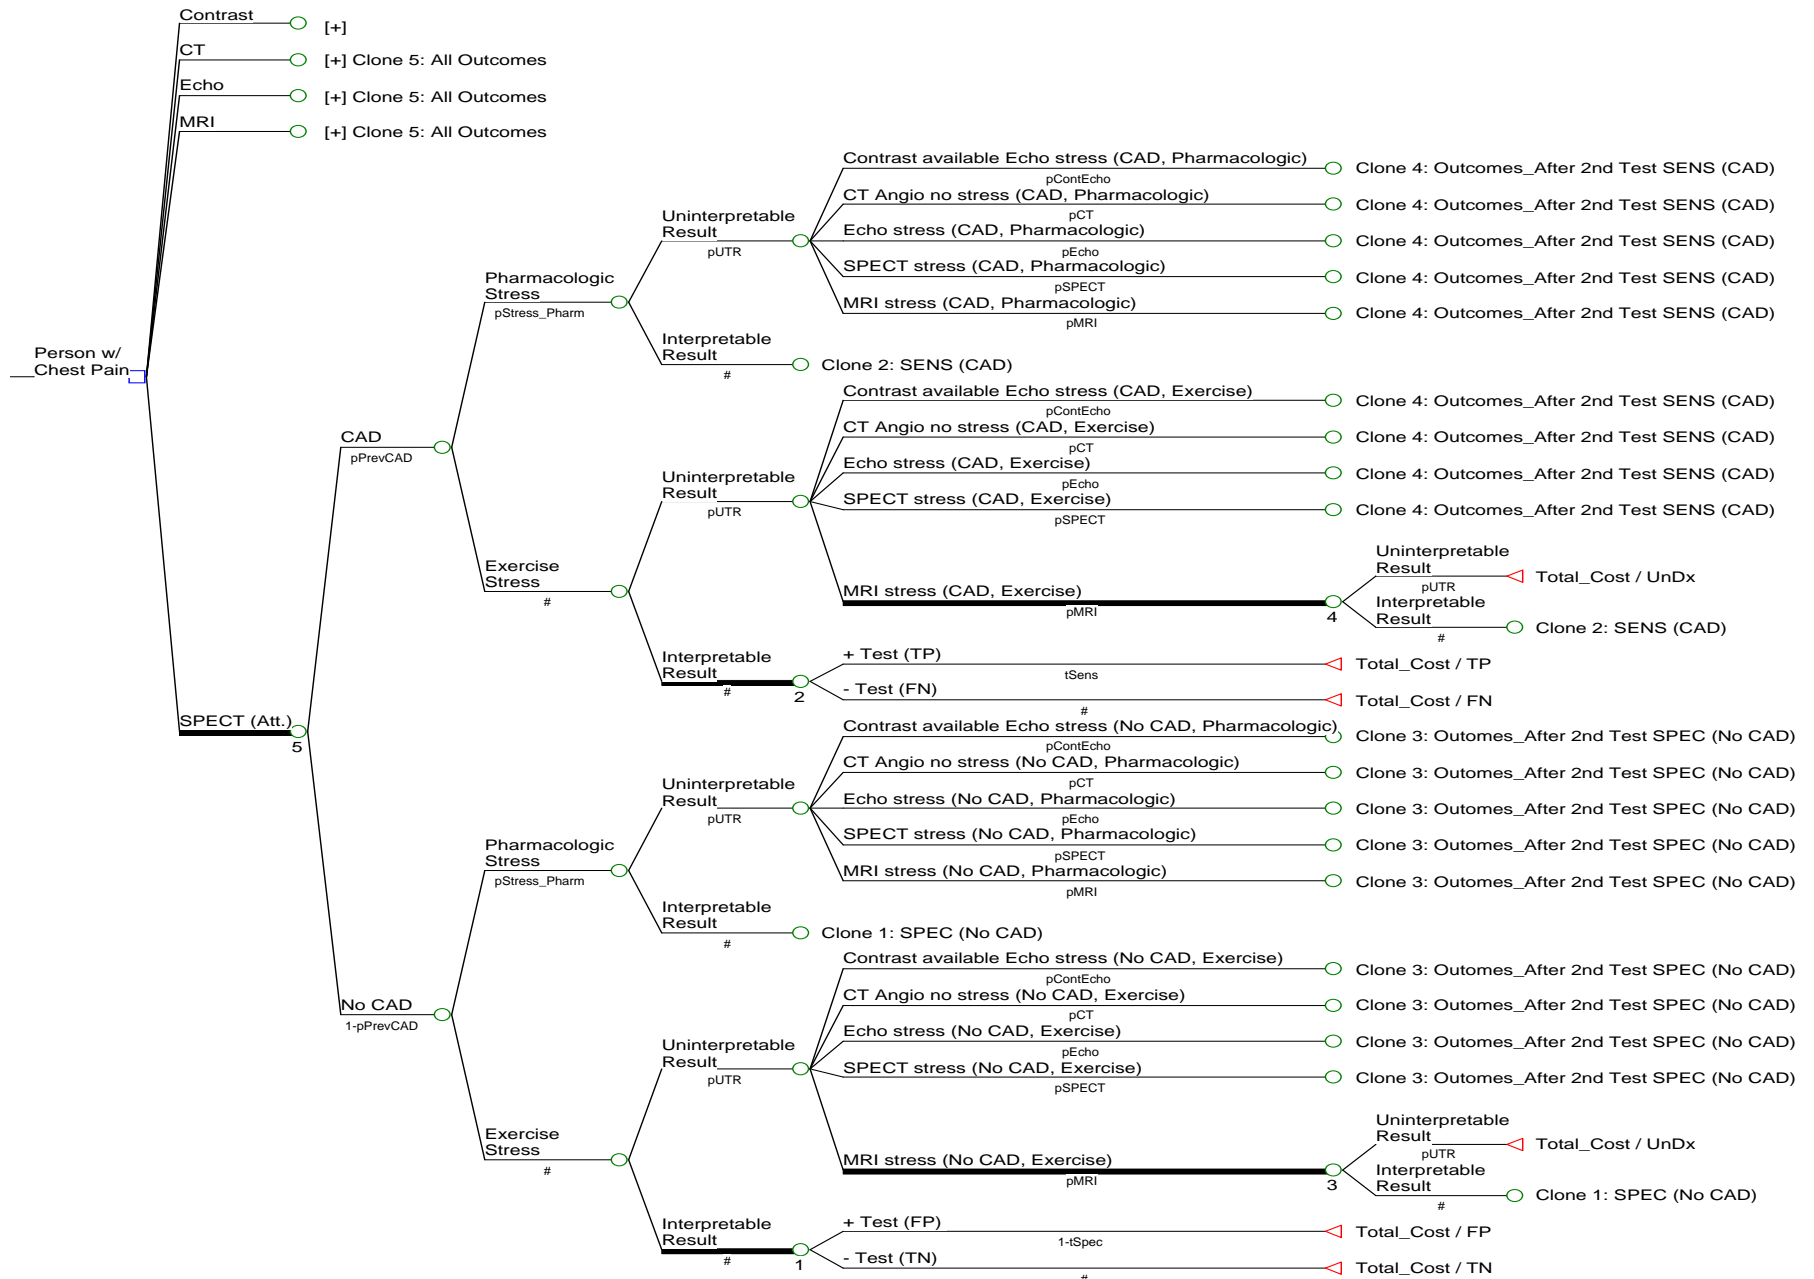 Contrast
[+]
CT
[+] Clone 5: All Outcomes
Echo
[+] Clone 5: All Outcomes
MRI
[+] Clone 5: All Outcomes
Person w/
Chest Pain
SPECT (Att.)
5
CAD
pPrevCAD
Pharmacologic
Stress
pStress_Pharm
Uninterpretable
Result
pUTR
Contrast available Echo stress (CAD, Pharmacologic)
pContEcho
Clone 4: Outcomes_After 2nd Test SENS (CAD)
CT Angio no stress (CAD, Pharmacologic)
pCT
Clone 4: Outcomes_After 2nd Test SENS (CAD)
Echo stress (CAD, Pharmacologic)
pEcho
Clone 4: Outcomes_After 2nd Test SENS (CAD)
SPECT stress (CAD, Pharmacologic)
pSPECT
Clone 4: Outcomes_After 2nd Test SENS (CAD)
MRI stress (CAD, Pharmacologic)
pMRI
Clone 4: Outcomes_After 2nd Test SENS (CAD)
Interpretable
Result
#
Clone 2: SENS (CAD)
Exercise
Stress
#
Uninterpretable
Result
pUTR
Contrast available Echo stress (CAD, Exercise)
pContEcho
Clone 4: Outcomes_After 2nd Test SENS (CAD)
CT Angio no stress (CAD, Exercise)
pCT
Clone 4: Outcomes_After 2nd Test SENS (CAD)
Echo stress (CAD, Exercise)
pEcho
Clone 4: Outcomes_After 2nd Test SENS (CAD)
SPECT stress (CAD, Exercise)
pSPECT
Clone 4: Outcomes_After 2nd Test SENS (CAD)
MRI stress (CAD, Exercise)
pMRI
4
Uninterpretable
Result
pUTR
Total_Cost / UnDx
Interpretable
Result
#
Clone 2: SENS (CAD)
Interpretable
Result
#
2
+ Test (TP)
tSens
Total_Cost / TP
- Test (FN)
#
Total_Cost / FN
No CAD
1-pPrevCAD
Pharmacologic
Stress
pStress_Pharm
Uninterpretable
Result
pUTR
Contrast available Echo stress (No CAD, Pharmacologic)
pContEcho
Clone 3: Outomes_After 2nd Test SPEC (No CAD)
CT Angio no stress (No CAD, Pharmacologic)
pCT
Clone 3: Outomes_After 2nd Test SPEC (No CAD)
Echo stress (No CAD, Pharmacologic)
pEcho
Clone 3: Outomes_After 2nd Test SPEC (No CAD)
SPECT stress (No CAD, Pharmacologic)
pSPECT
Clone 3: Outomes_After 2nd Test SPEC (No CAD)
MRI stress (No CAD, Pharmacologic)
pMRI
Clone 3: Outomes_After 2nd Test SPEC (No CAD)
Interpretable
Result
#
Clone 1: SPEC (No CAD)
Exercise
Stress
#
Uninterpretable
Result
pUTR
Contrast available Echo stress (No CAD, Exercise)
pContEcho
Clone 3: Outomes_After 2nd Test SPEC (No CAD)
CT Angio no stress (No CAD, Exercise)
pCT
Clone 3: Outomes_After 2nd Test SPEC (No CAD)
Echo stress (No CAD, Exercise)
pEcho
Clone 3: Outomes_After 2nd Test SPEC (No CAD)
SPECT stress (No CAD, Exercise)
pSPECT
Clone 3: Outomes_After 2nd Test SPEC (No CAD)
MRI stress (No CAD, Exercise)
pMRI
3
Uninterpretable
Result
pUTR
Total_Cost / UnDx
Interpretable
Result
#
Clone 1: SPEC (No CAD)
Interpretable
Result
#
1
+ Test (FP)
1-tSpec
Total_Cost / FP
- Test (TN)
#
Total_Cost / TN